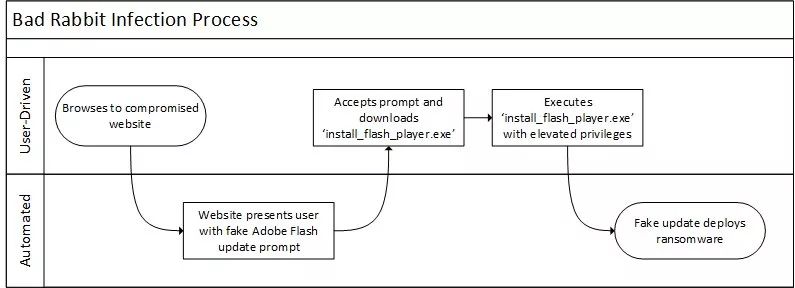 Bad Rabbit Infection Process
User-Driven
Browses to compromised
website
Accepts prompt and
downloads
‘install_flash_player.exe’
Executes
‘install_flash_player.exe’
with elevated privileges
Automated
Website presents user
with fake Adobe Flash
update prompt
Fake update deploys
ransomware